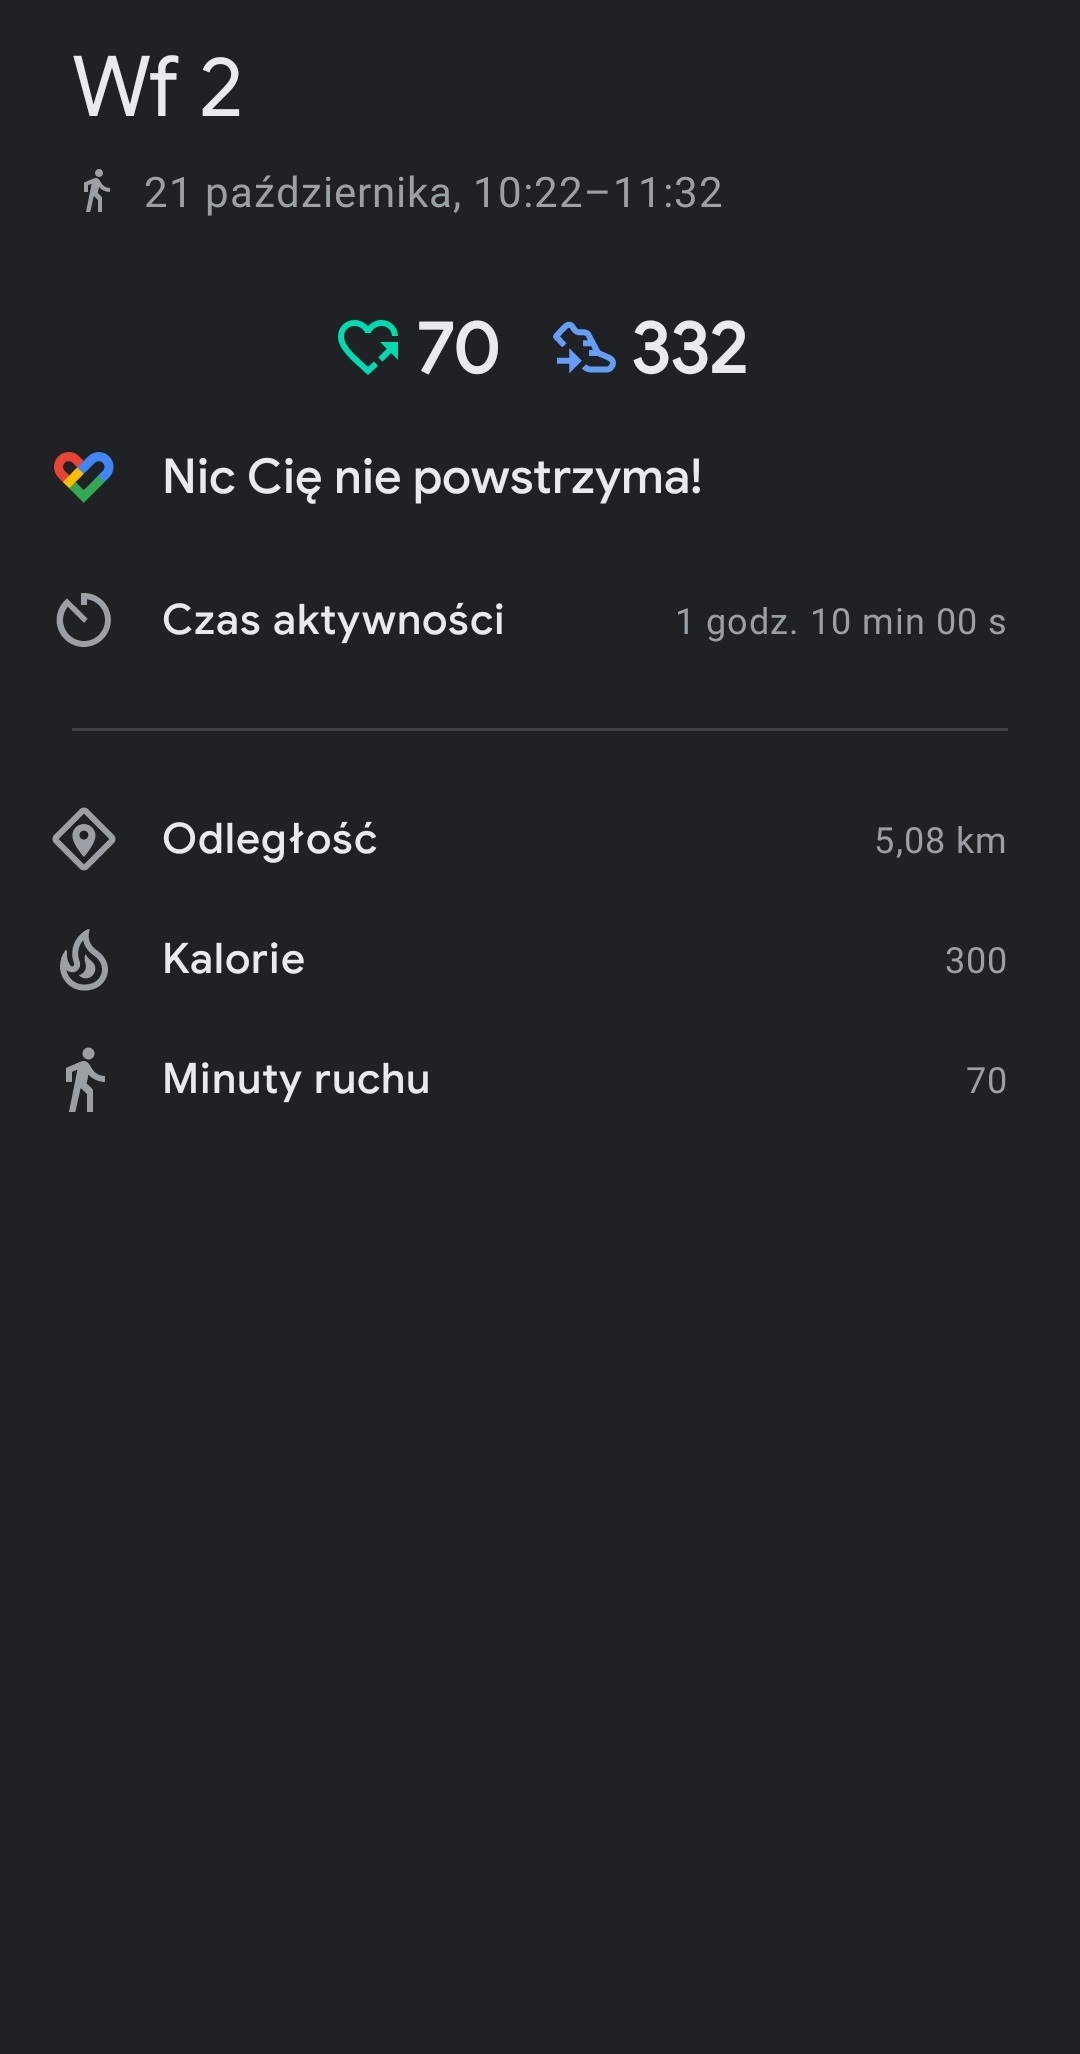 Wf 2
21 października, 10:22–11:32
70 332
Nic Cię nie powstrzyma!
Czas aktywności 1 godz. 10 min 00 s
Odległość 5,08 km
Kalorie 300
Minuty ruchu 70